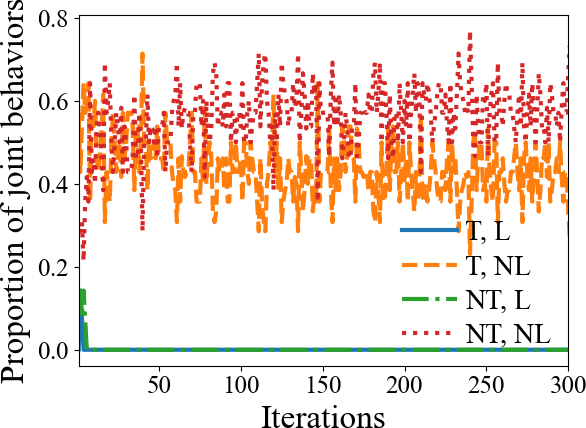 Proportion of joint behaviors
0.8
0.6
0.4
0.2
0.0
T, L
T, NL
NT, L
NT, NL
50
100
150
200
250
300
Iterations